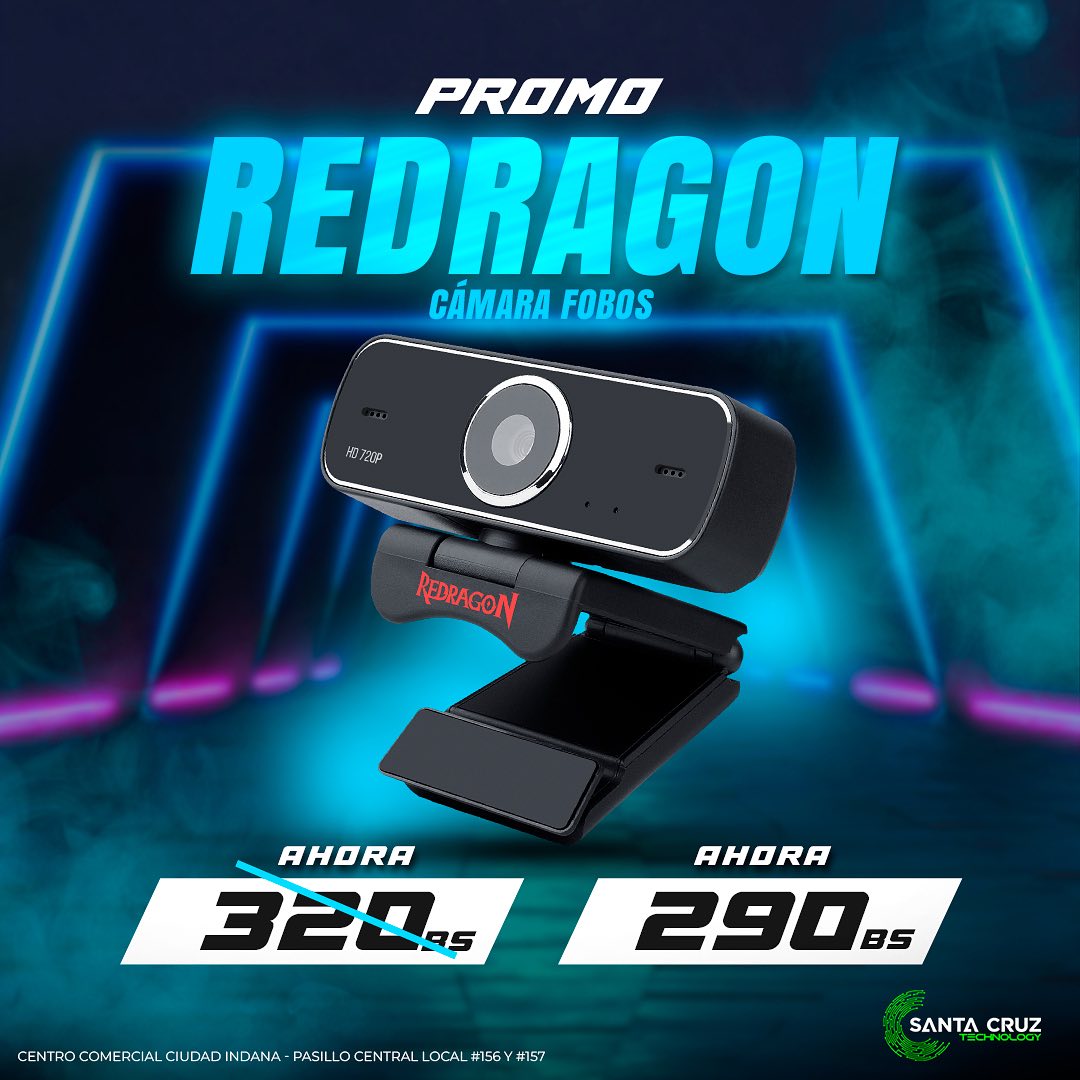 PROMO
REDRAGON
CÁMARA FOBOS
HD 720P
REDRAGON
AHORA
320BS
AHORA
290BS
SANTA CRUZ
TECHNOLOGY
CENTRO COMERCIAL CIUDAD INDANA - PASILLO CENTRAL LOCAL #156 Y #157